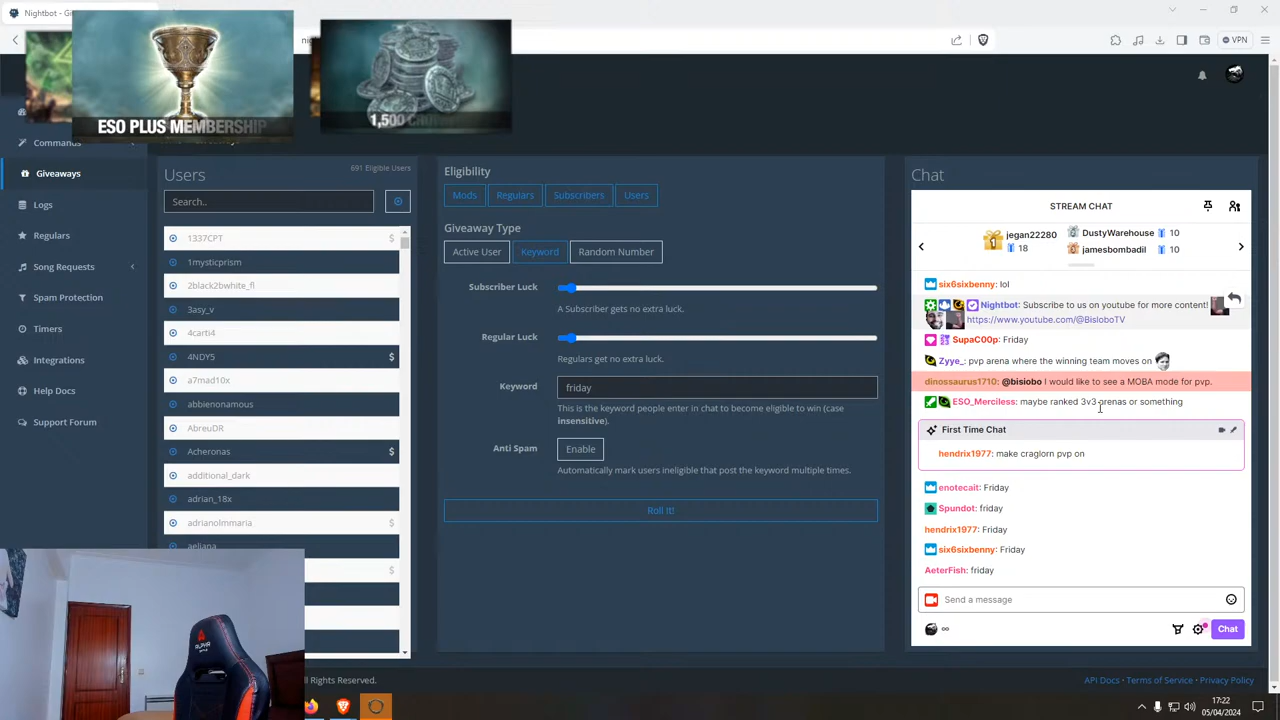 Nightbot - Giveaways
VPN
ESO PLUS MEMBERSHIP
Commands
Giveaways
Logs
Regulars
Song Requests
Spam Protection
Timers
Integrations
Help Docs
Support Forum
Users
691 Eligible Users
Search..
1337CPT $
1mysticprism
2black2bwhite_fl
3asy_v
4carti4
4NDY5 $
a7mad10x
abbienonamous
AbreuDR
Acheronas $
additional_dark
adrian_18x
adrianolmmaria $
aeliana
$
Eligibility
Mods Regulars Subscribers Users
Giveaway Type
Active User Keyword Random Number
Subscriber Luck
A Subscriber gets no extra luck.
Regular Luck
Regulars get no extra luck.
Keyword
friday
This is the keyword people enter in chat to become eligible to win (case
insensitive).
Anti Spam
Enable
Automatically mark users ineligible that post the keyword multiple times.
Roll It!
Chat
STREAM CHAT
jegan22280
18
DustyWarehouse 10
jamesbombadil 10
six6sixbenny: lol
Nightbot: Subscribe to us on youtube for more content!
https://www.youtube.com/@BisloboTV
SupaC00p: Friday
Zyye_: pvp arena where the winning team moves on
dinossaurus1710: @bisiobo I would like to see a MOBA mode for pvp.
ESO_Merciless: maybe ranked 3v3 arenas or something
First Time Chat
hendrix1977: make craglorn pvp on
enotecait: Friday
Spundot: friday
hendrix1977: Friday
six6sixbenny: Friday
AeterFish: friday
Send a message
Chat
ll Rights Reserved.
API Docs - Terms of Service - Privacy Policy
17:22
05/04/2024